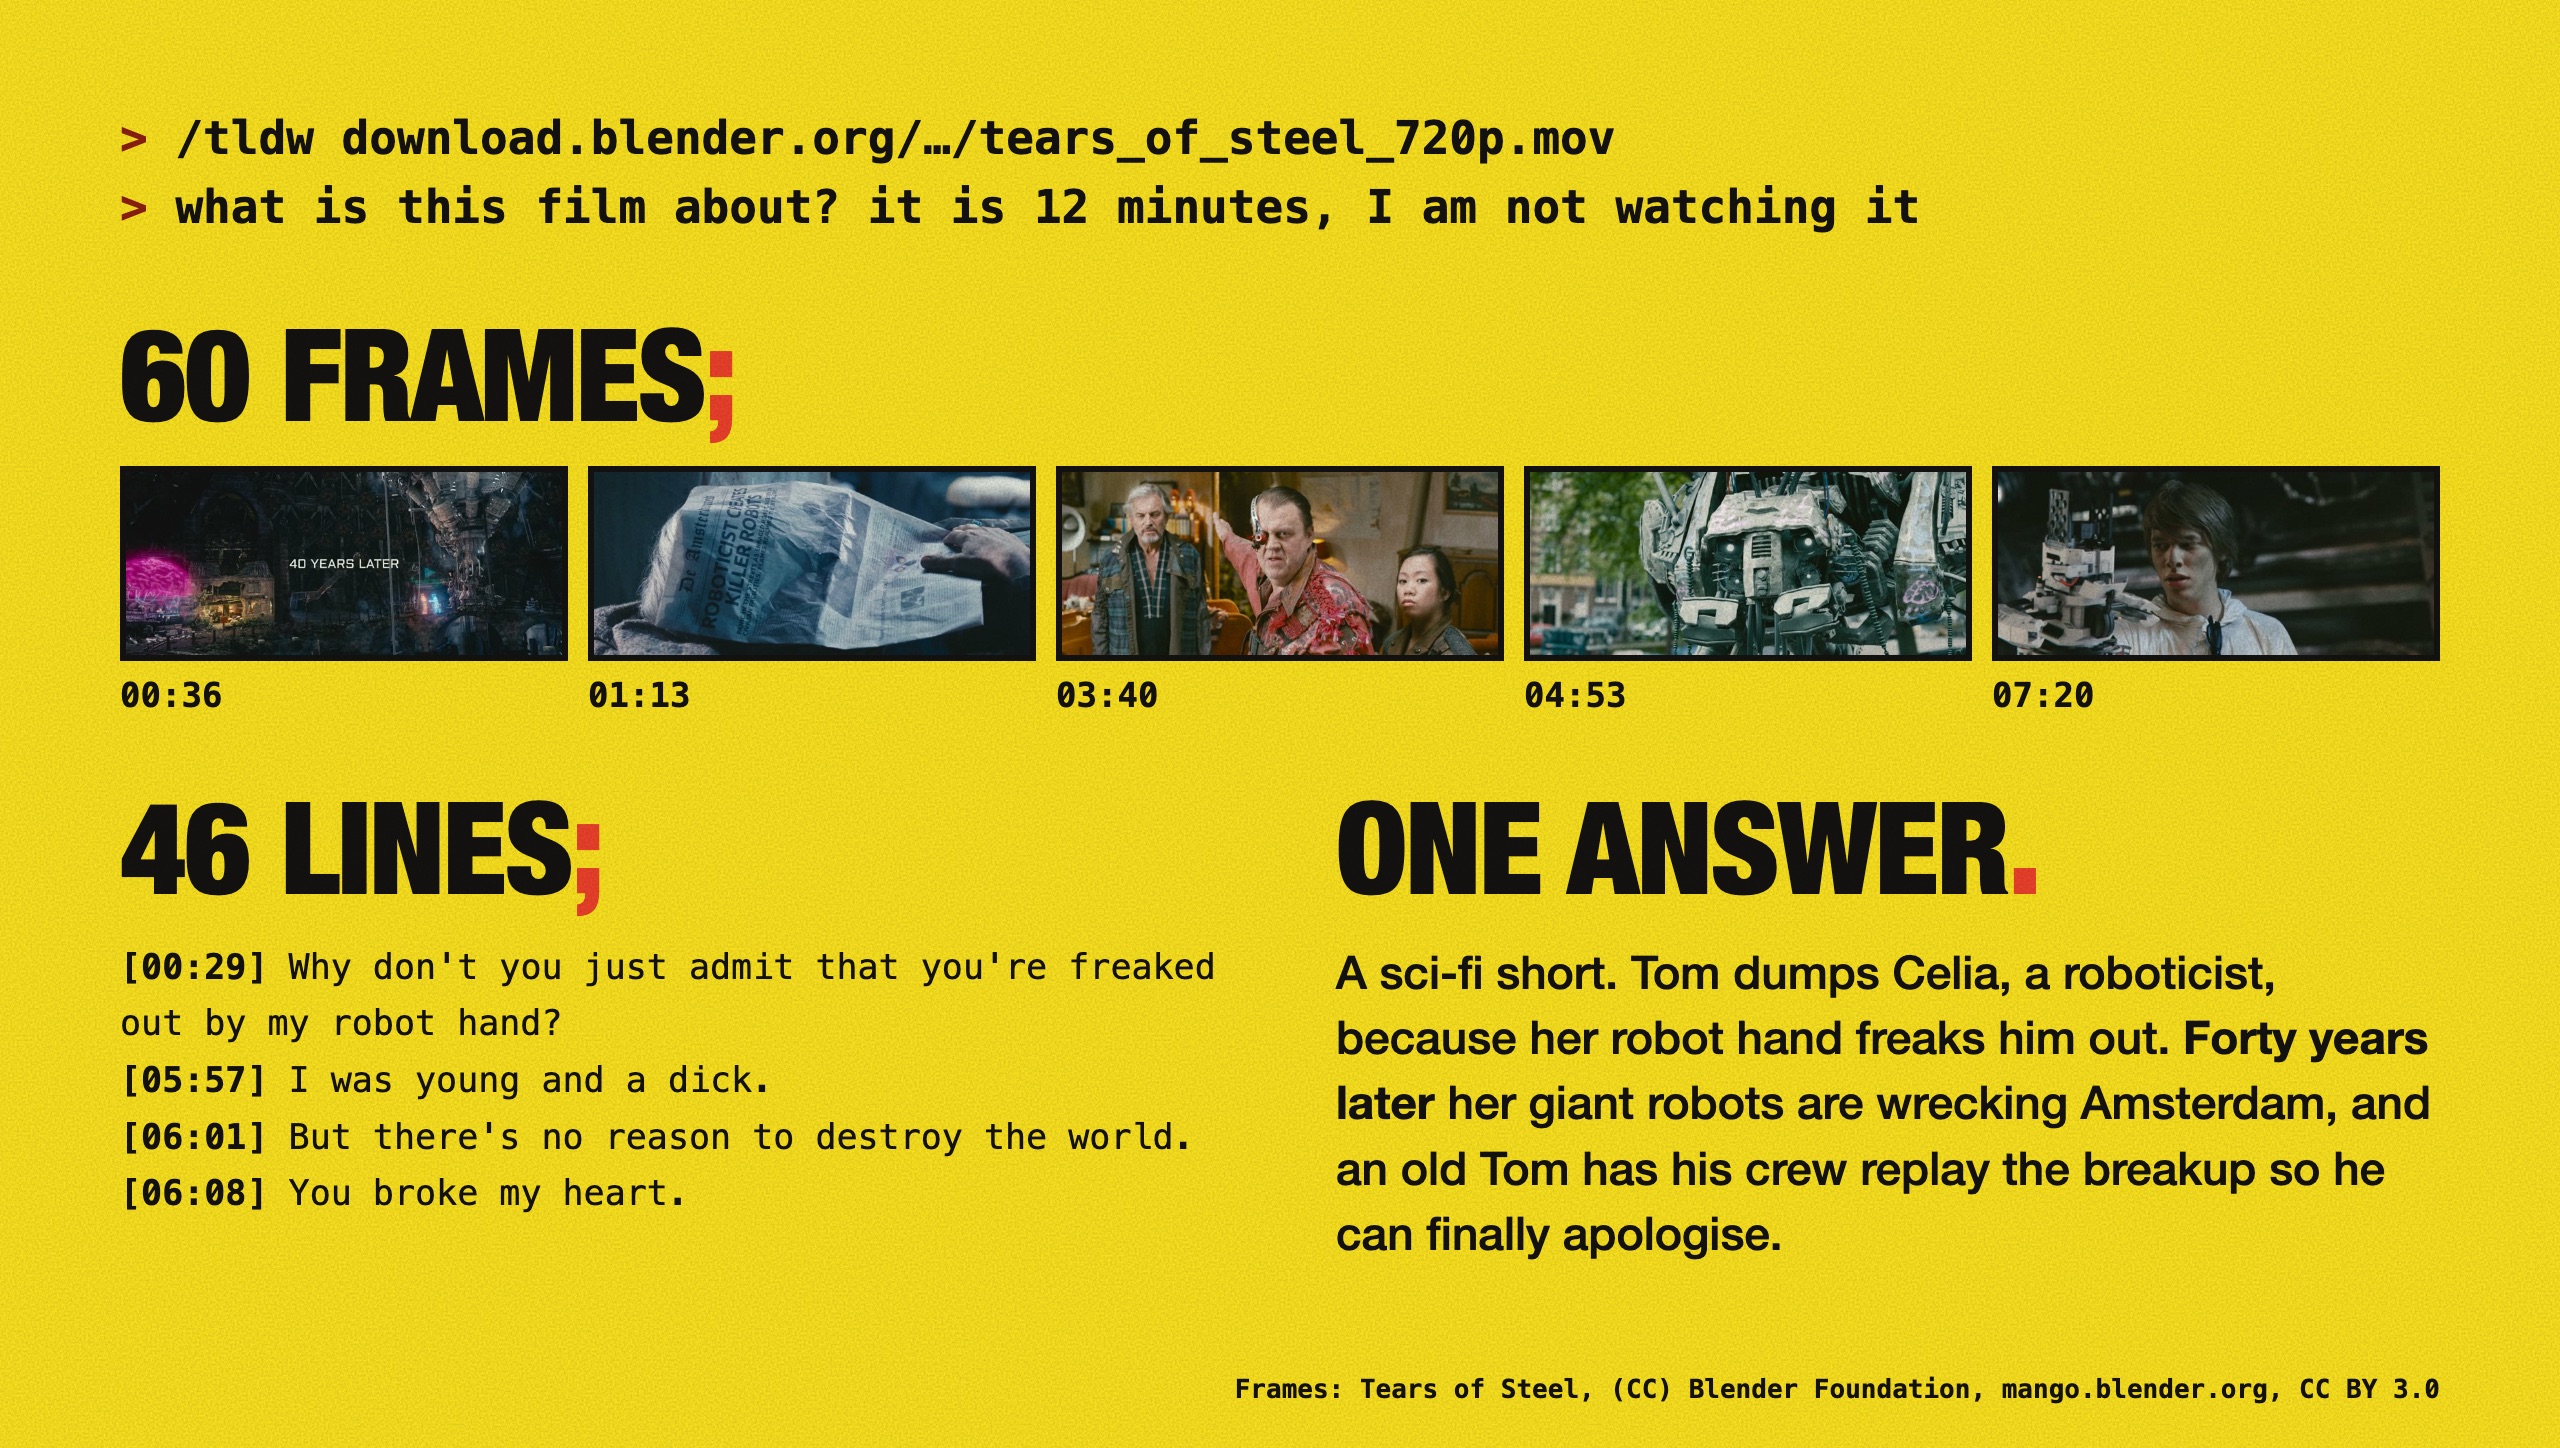 > /tldw download.blender.org/…/tears_of_steel_720p.mov
> what is this film about? it is 12 minutes, I am not watching it
60 FRAMES;
40 YEARS LATER
De Amsterdam
ROBOTICIST CREATES
KILLER ROBOTS
00:36
01:13
03:40
04:53
07:20
46 LINES;
[00:29] Why don't you just admit that you're freaked
out by my robot hand?
[05:57] I was young and a dick.
[06:01] But there's no reason to destroy the world.
[06:08] You broke my heart.
ONE ANSWER.
A sci-fi short. Tom dumps Celia, a roboticist,
because her robot hand freaks him out. Forty years
later her giant robots are wrecking Amsterdam, and
an old Tom has his crew replay the breakup so he
can finally apologise.
Frames: Tears of Steel, (CC) Blender Foundation, mango.blender.org, CC BY 3.0